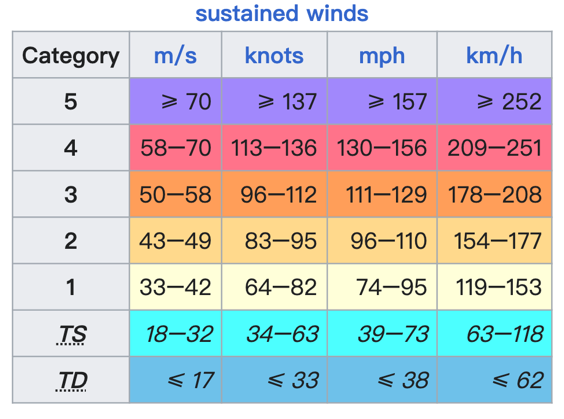 sustained winds
Category m/s knots mph km/h
5 ⩾ 70 ⩾ 137 ⩾ 157 ⩾ 252
4 58–70 113–136 130–156 209–251
3 50–58 96–112 111–129 178–208
2 43–49 83–95 96–110 154–177
1 33–42 64–82 74–95 119–153
TS 18–32 34–63 39–73 63–118
TD ⩽ 17 ⩽ 33 ⩽ 38 ⩽ 62